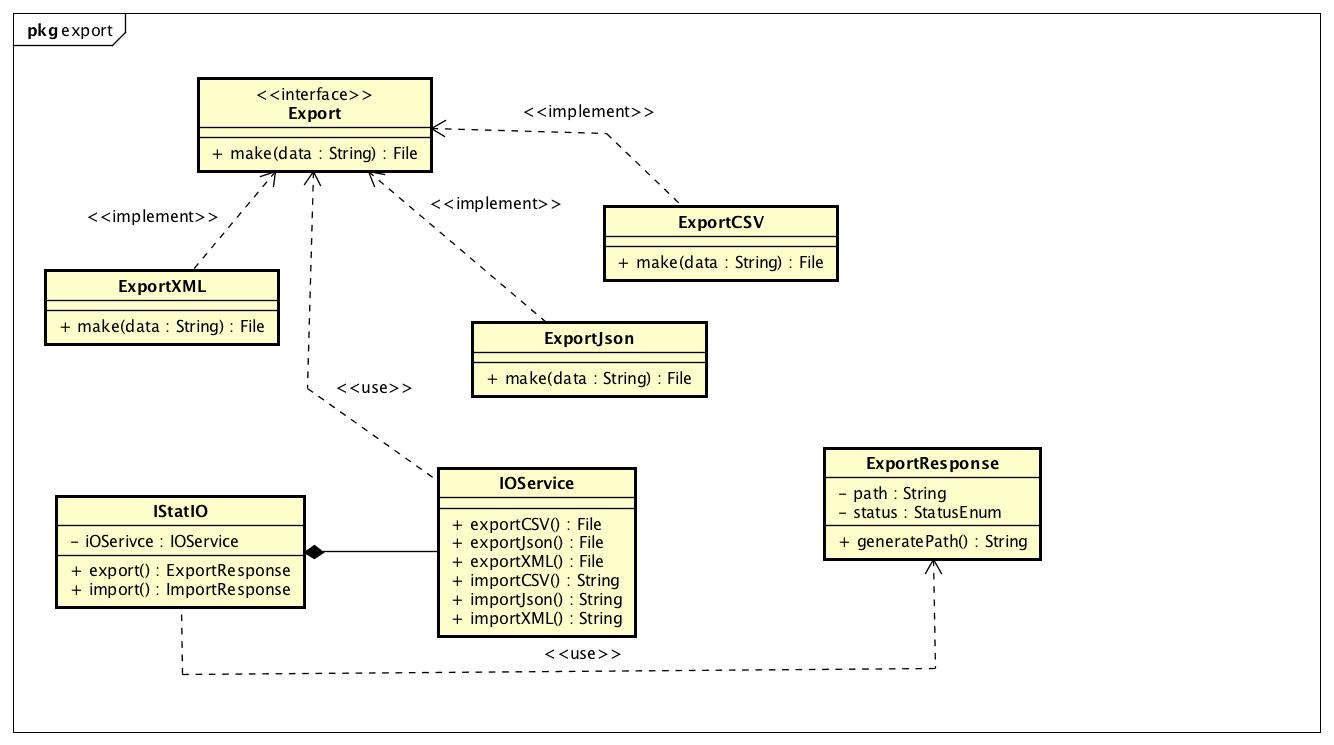 pkg export
<<interface>>
Export
+ make(data : String) : File
<<implement>>
<<implement>>
<<implement>>
ExportCSV
+ make(data : String) : File
ExportXML
+ make(data : String) : File
ExportJson
+ make(data : String) : File
<<use>>
IOService
+ exportCSV() : File
+ exportJson() : File
+ exportXML() : File
+ importCSV() : String
+ importJson() : String
+ importXML() : String
ExportResponse
- path : String
- status : StatusEnum
+ generatePath() : String
IStatIO
- iOSerivce : IOService
+ export() : ExportResponse
+ import() : ImportResponse
<<use>>